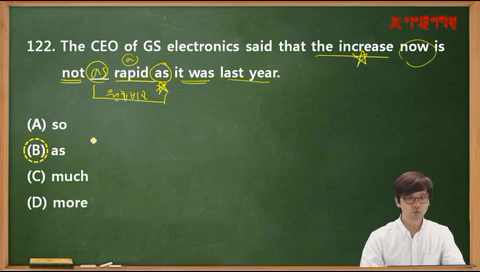 122. The CEO of GS electronics said that the increase now is
not as rapid as it was last year.
(A) so
(B) as
(C) much
(D) more